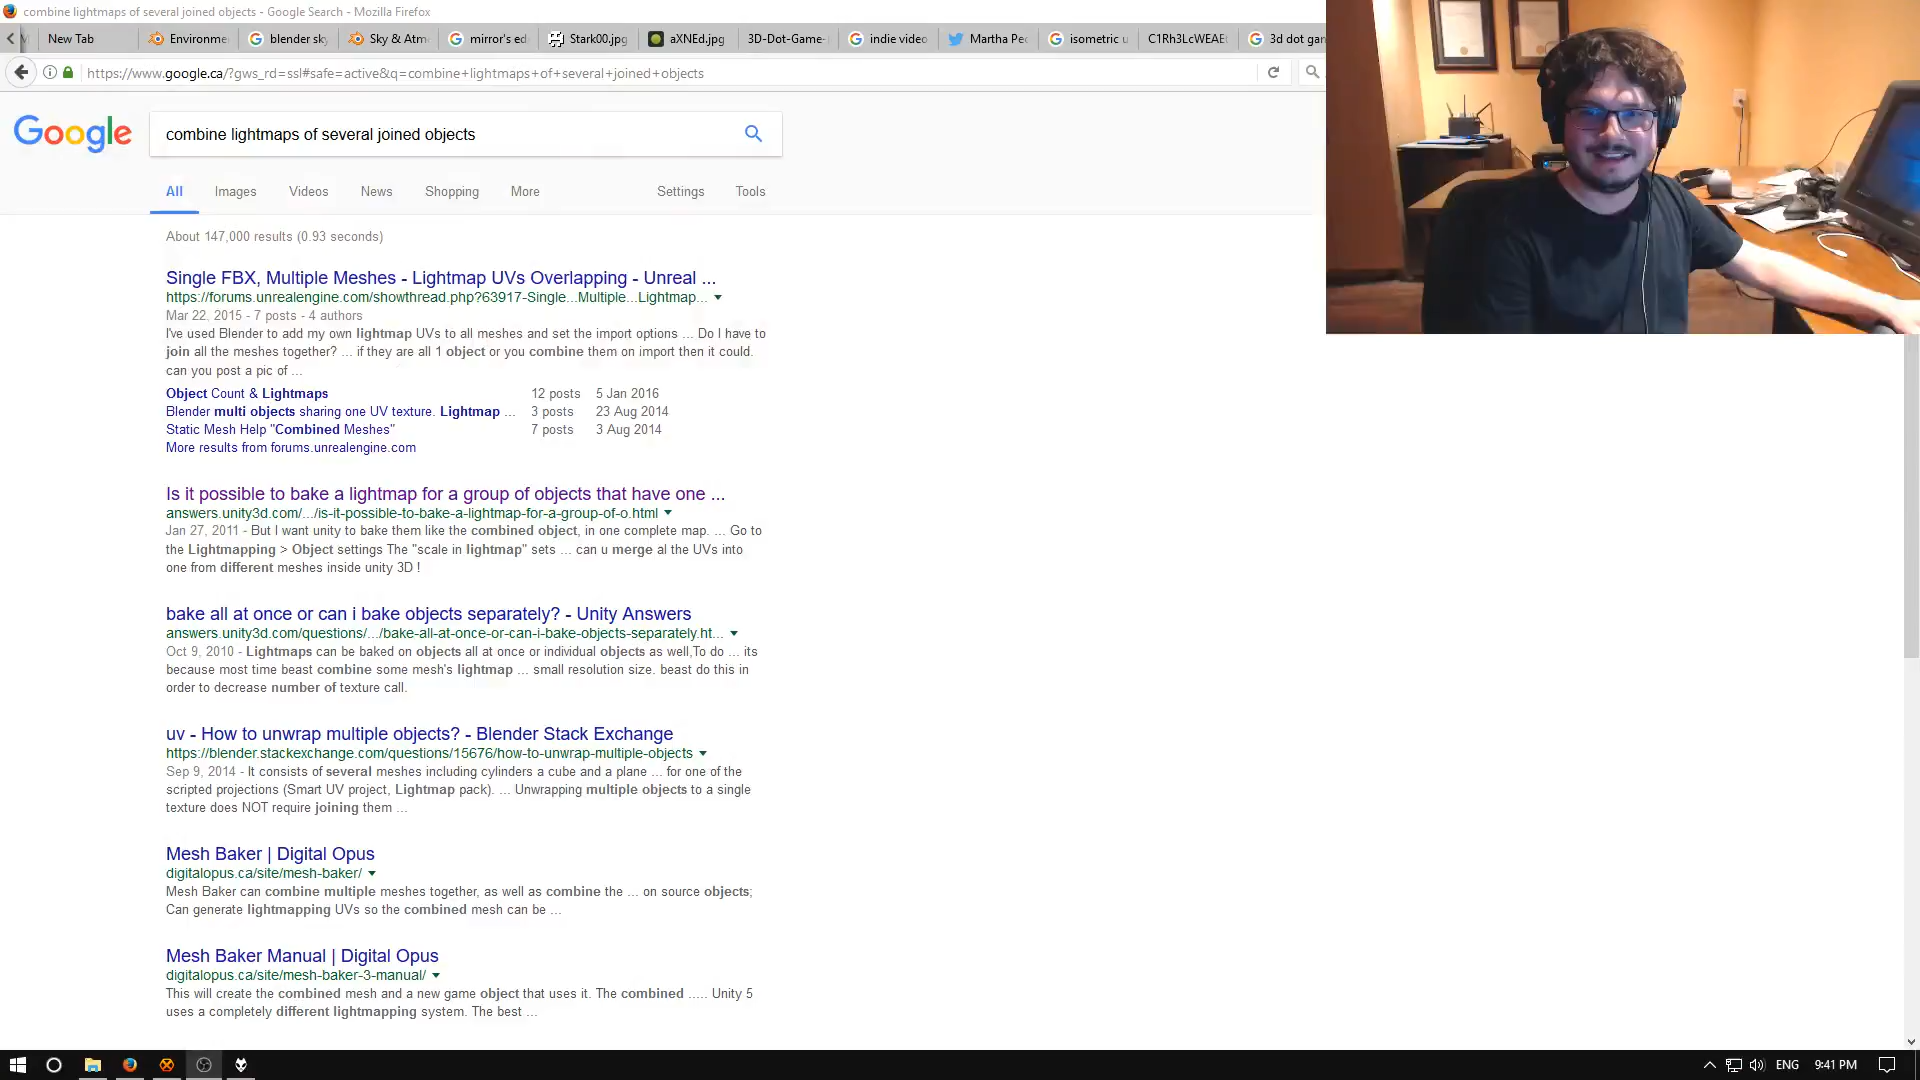 combine lightmaps of several joined objects - Google Search - Mozilla Firefox
New Tab
Environme
blender sky
Sky & Atm
mirror's ed
Stark00.jpg
aXNEd.jpg
3D-Dot-Game-
indie video
Martha Pec
isometric u
C1Rh3LcWEAE
3d dot gam
https://www.google.ca/?gws_rd=ssl#safe=active&q=combine+lightmaps+of+several+joined+objects
Google
combine lightmaps of several joined objects
All Images Videos News Shopping More Settings Tools
About 147,000 results (0.93 seconds)
Single FBX, Multiple Meshes - Lightmap UVs Overlapping - Unreal ...
https://forums.unrealengine.com/showthread.php?63917-Single...Multiple...Lightmap...
Mar 22, 2015 - 7 posts - 4 authors
I've used Blender to add my own lightmap UVs to all meshes and set the import options ... Do I have to
join all the meshes together? ... if they are all 1 object or you combine them on import then it could.
can you post a pic of ...
Object Count & Lightmaps 12 posts 5 Jan 2016
Blender multi objects sharing one UV texture. Lightmap ... 3 posts 23 Aug 2014
Static Mesh Help "Combined Meshes" 7 posts 3 Aug 2014
More results from forums.unrealengine.com
Is it possible to bake a lightmap for a group of objects that have one ...
answers.unity3d.com/.../is-it-possible-to-bake-a-lightmap-for-a-group-of-o.html
Jan 27, 2011 - But I want unity to bake them like the combined object, in one complete map. ... Go to
the Lightmapping > Object settings The "scale in lightmap" sets ... can u merge al the UVs into
one from different meshes inside unity 3D !
bake all at once or can i bake objects separately? - Unity Answers
answers.unity3d.com/questions/.../bake-all-at-once-or-can-i-bake-objects-separately.ht...
Oct 9, 2010 - Lightmaps can be baked on objects all at once or individual objects as well,To do ... its
because most time beast combine some mesh's lightmap ... small resolution size. beast do this in
order to decrease number of texture call.
uv - How to unwrap multiple objects? - Blender Stack Exchange
https://blender.stackexchange.com/questions/15676/how-to-unwrap-multiple-objects
Sep 9, 2014 - It consists of several meshes including cylinders a cube and a plane ... for one of the
scripted projections (Smart UV project, Lightmap pack). ... Unwrapping multiple objects to a single
texture does NOT require joining them ...
Mesh Baker | Digital Opus
digitalopus.ca/site/mesh-baker/
Mesh Baker can combine multiple meshes together, as well as combine the ... on source objects;
Can generate lightmapping UVs so the combined mesh can be ...
Mesh Baker Manual | Digital Opus
digitalopus.ca/site/mesh-baker-3-manual/
This will create the combined mesh and a new game object that uses it. The combined ..... Unity 5
uses a completely different lightmapping system. The best ...
ENG 9:41 PM